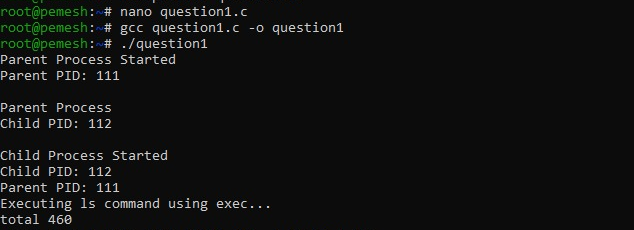 root@pemesh:~# nano question1.c
root@pemesh:~# gcc question1.c -o question1
root@pemesh:~# ./question1
Parent Process Started
Parent PID: 111
Parent Process
Child PID: 112
Child Process Started
Child PID: 112
Parent PID: 111
Executing ls command using exec...
total 460